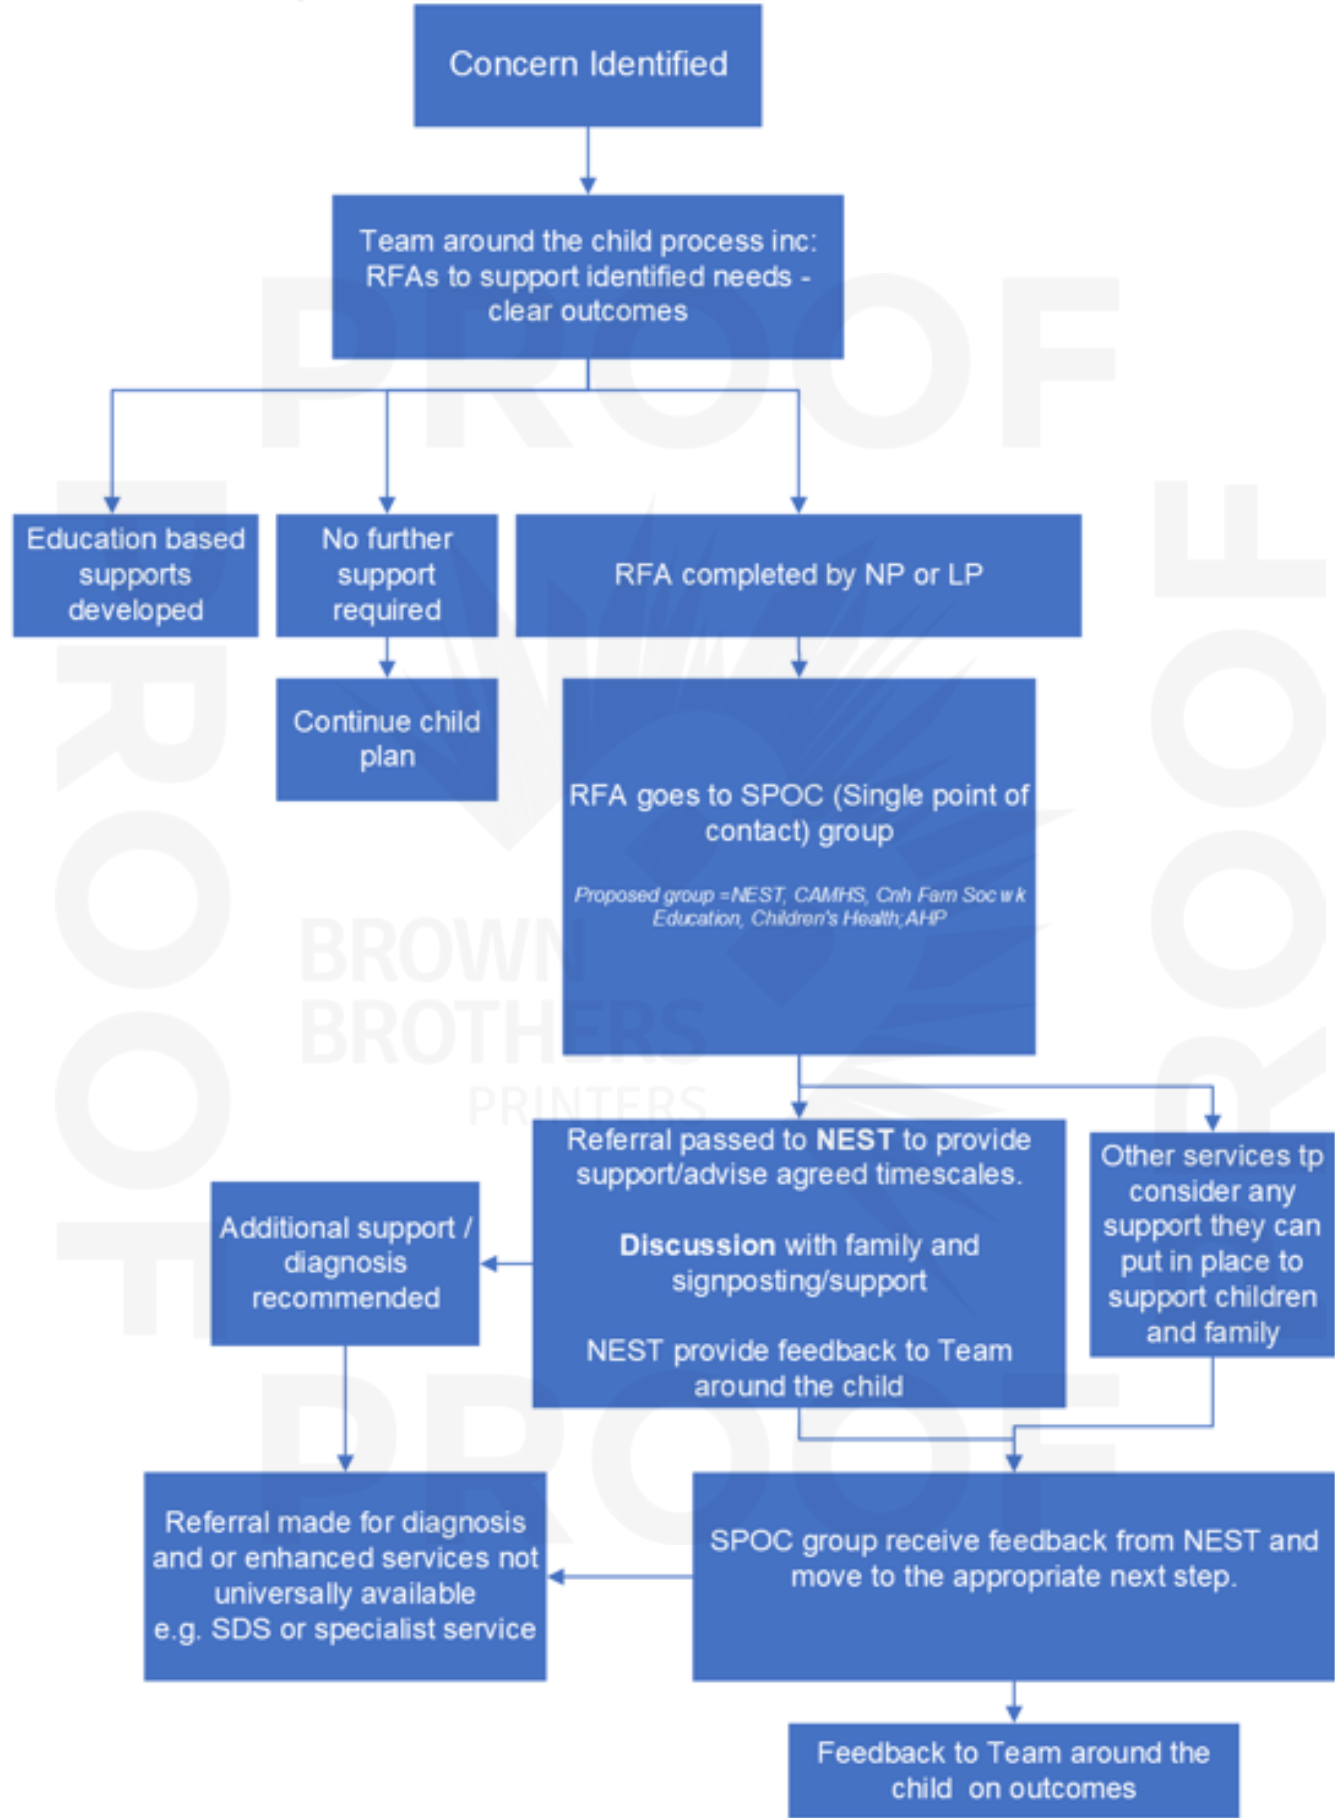 Concern Identified
Team around the child process inc:
RFAs to support identified needs -
clear outcomes
Education based
supports
developed
No further
support
required
RFA completed by NP or LP
Continue child
plan
RFA goes to SPOC (Single point of
contact) group
Proposed group =NEST, CAMHS, Cnh Fam Soc wk
Education, Children's Health;AHP
Referral passed to NEST to provide
support/advise agreed timescales.
Discussion with family and
signposting/support
NEST provide feedback to Team
around the child
Other services tp
consider any
support they can
put in place to
support children
and family
Additional support /
diagnosis
recommended
Referral made for diagnosis
and or enhanced services not
universally available
e.g. SDS or specialist service
SPOC group receive feedback from NEST and
move to the appropriate next step.
Feedback to Team around the
child on outcomes
PROOF
PROOF
PROOF
PROOF
BROWN
BROTHERS
PRINTERS